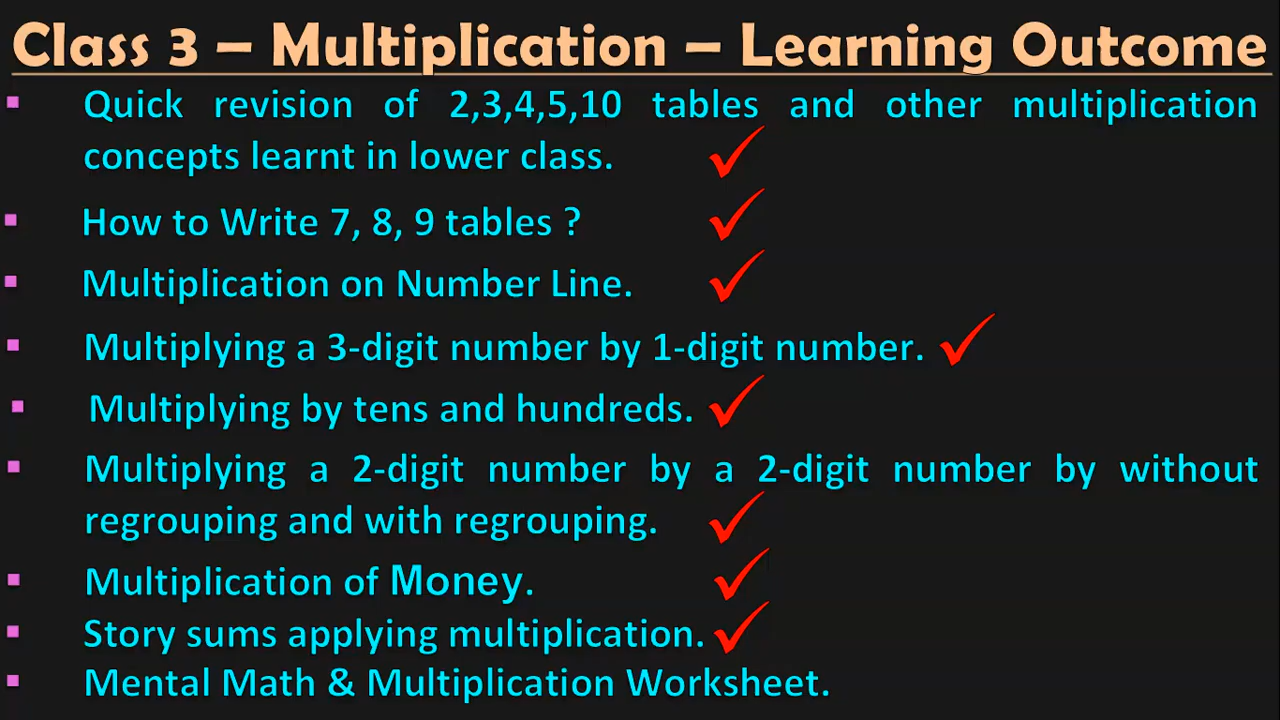 Class 3 – Multiplication – Learning Outcome
Quick revision of 2,3,4,5,10 tables and other multiplication
concepts learnt in lower class.
How to Write 7, 8, 9 tables ?
Multiplication on Number Line.
Multiplying a 3-digit number by 1-digit number.
Multiplying by tens and hundreds.
Multiplying a 2-digit number by a 2-digit number by without
regrouping and with regrouping.
Multiplication of Money.
Story sums applying multiplication.
Mental Math & Multiplication Worksheet.